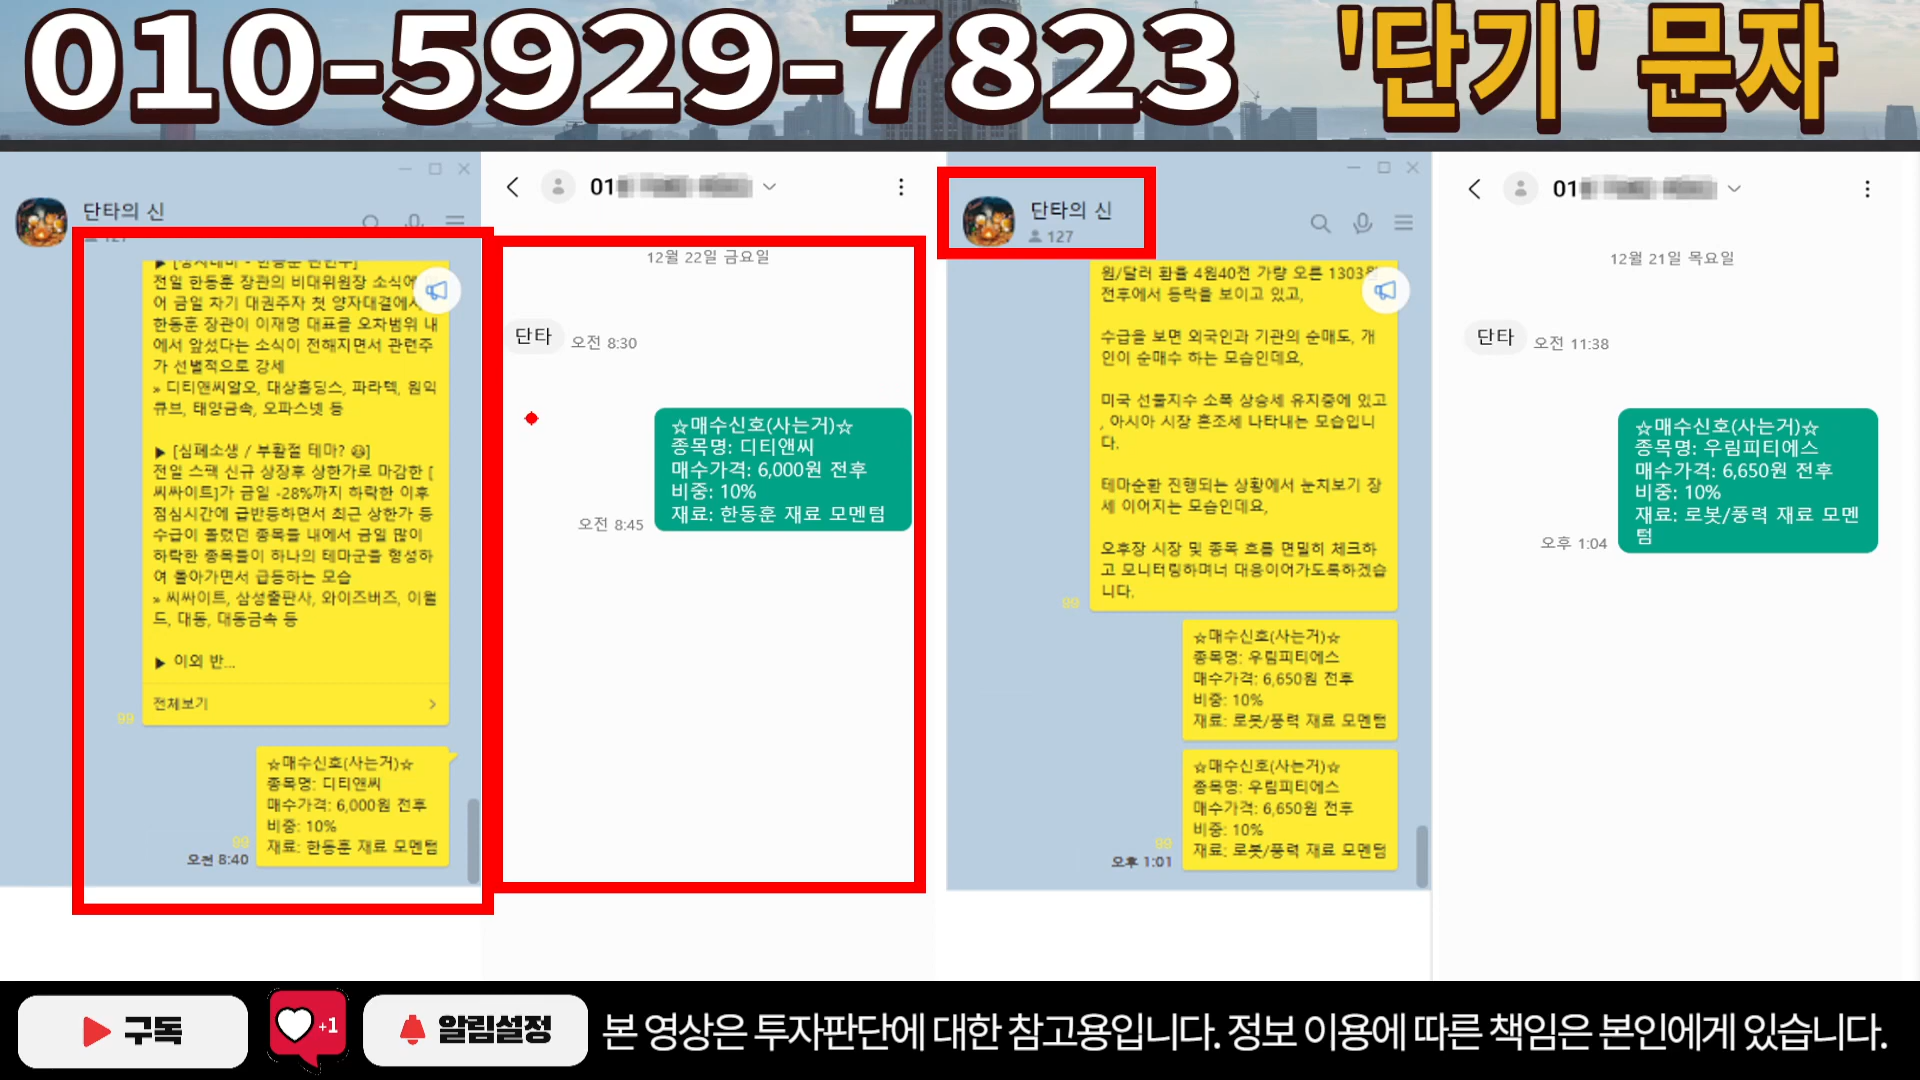 010-5929-7823 '단기' 문자
단타의 신
전일 한동훈 장관의 비대위원장 소식에
어 금일 차기 대권주자 첫 양자대결에서
한동훈 장관이 이재명 대표를 오차범위 내
에서 앞섰다는 소식이 전해지면서 관련주
가 선별적으로 강세
» 디티앤씨알오, 대상홀딩스, 파라텍, 원익
큐브, 태양금속, 오파스넷 등
▶ [심폐소생 / 부활절 테마? 😂]
전일 스팩 신규 상장후 상한가로 마감한 [
씨싸이트]가 금일 -28%까지 하락한 이후
점심시간에 급반등하면서 최근 상한가 등
수급이 몰렸던 종목들 내에서 금일 많이
하락한 종목들이 하나의 테마군을 형성하
여 돌아가면서 급등하는 모습
» 씨싸이트, 삼성출판사, 와이즈버즈, 이월
드, 대동, 대동금속 등
▶ 이외 반...
전체보기
99
☆매수신호(사는거)☆
종목명: 디티앤씨
매수가격: 6,000원 전후
비중: 10%
재료: 한동훈 재료 모멘텀
99
오전 8:40
01
12월 22일 금요일
단타 오전 8:30
☆매수신호(사는거)☆
종목명: 디티앤씨
매수가격: 6,000원 전후
비중: 10%
재료: 한동훈 재료 모멘텀
오전 8:45
단타의 신
127
원/달러 환율 4원40전 가량 오른 1303원
전후에서 등락을 보이고 있고,
수급을 보면 외국인과 기관의 순매도, 개
인이 순매수 하는 모습인데요,
미국 선물지수 소폭 상승세 유지중에 있고
, 아시아 시장 혼조세 나타내는 모습입니
다.
테마순환 진행되는 상황에서 눈치보기 장
세 이어지는 모습인데요,
오후장 시장 및 종목 흐름 면밀히 체크하
고 모니터링하며너 대응이어가도록하겠습
니다.
99
☆매수신호(사는거)☆
종목명: 우림피티에스
매수가격: 6,650원 전후
비중: 10%
재료: 로봇/풍력 재료 모멘텀
☆매수신호(사는거)☆
종목명: 우림피티에스
매수가격: 6,650원 전후
비중: 10%
재료: 로봇/풍력 재료 모멘텀
99
오후 1:01
01
12월 21일 목요일
단타 오전 11:38
☆매수신호(사는거)☆
종목명: 우림피티에스
매수가격: 6,650원 전후
비중: 10%
재료: 로봇/풍력 재료 모멘
텀
오후 1:04
구독 +1 알림설정 본 영상은 투자판단에 대한 참고용입니다. 정보 이용에 따른 책임은 본인에게 있습니다.